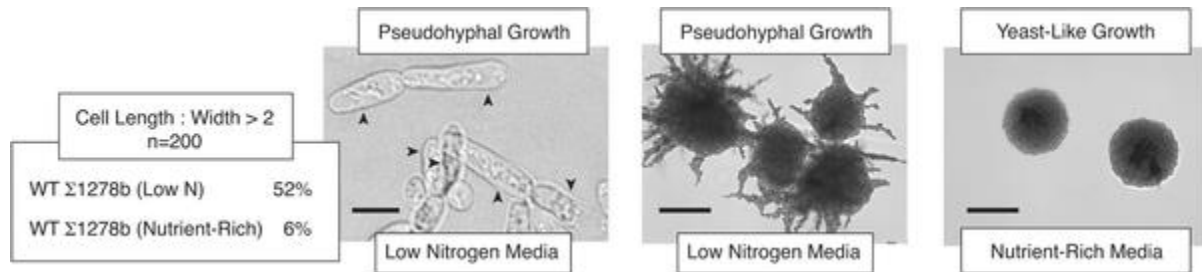 Cell Length : Width > 2
n=200
WT Σ1278b (Low N) 52%
WT Σ1278b (Nutrient-Rich) 6%
Pseudohyphal Growth
Low Nitrogen Media
Pseudohyphal Growth
Low Nitrogen Media
Yeast-Like Growth
Nutrient-Rich Media